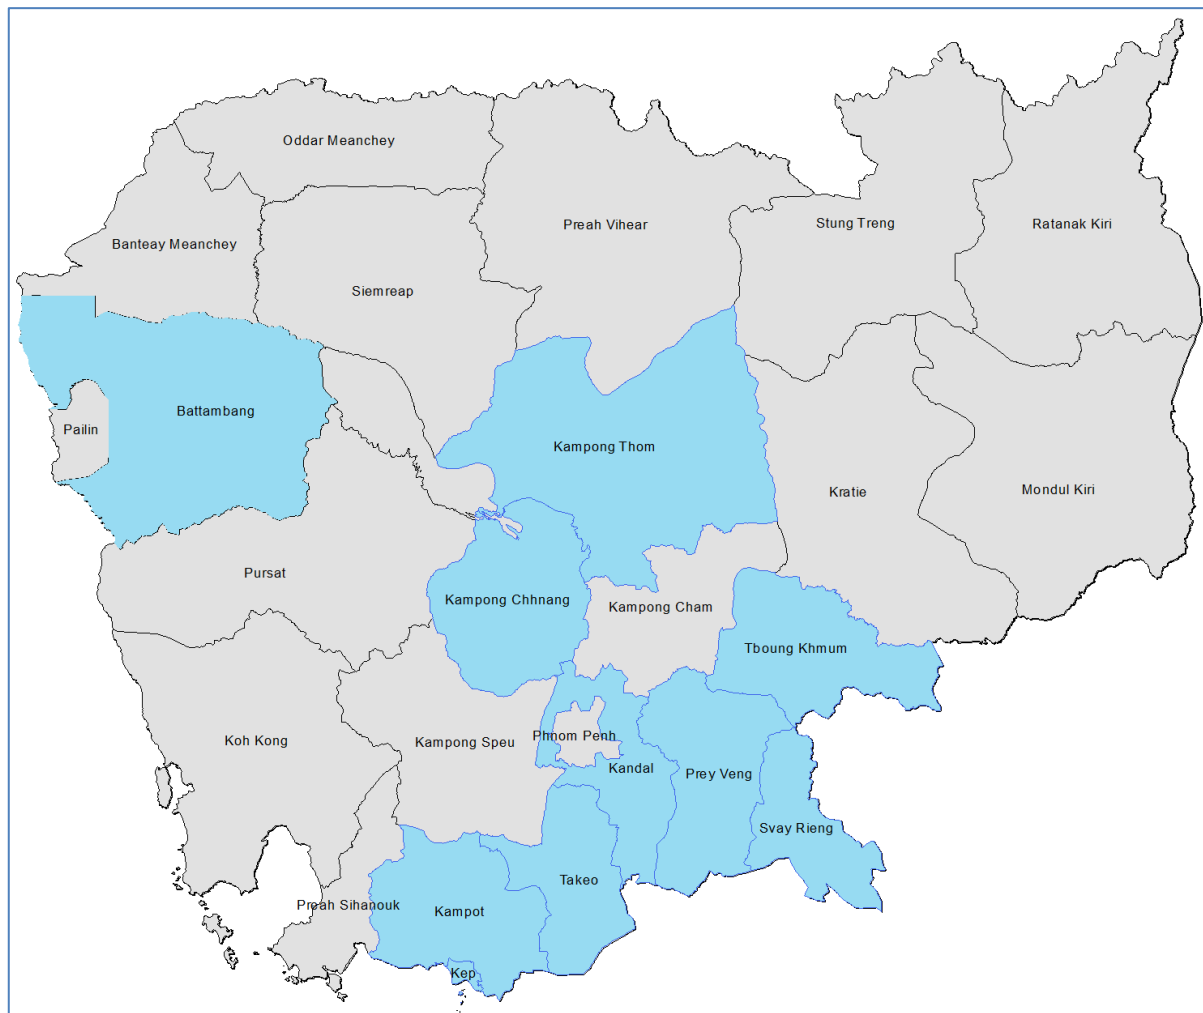 Oddar Meanchey
Preah Vihear
Stung Treng
Ratanak Kiri
Banteay Meanchey
Siemreap
Battambang
Pailin
Kampong Thom
Kratie
Mondul Kiri
Pursat
Kampong Chhnang
Kampong Cham
Tboung Khmum
Koh Kong
Kampong Speu
Phnom Penh
Kandal
Prey Veng
Svay Rieng
Takeo
Preah Sihanouk
Kampot
Kep